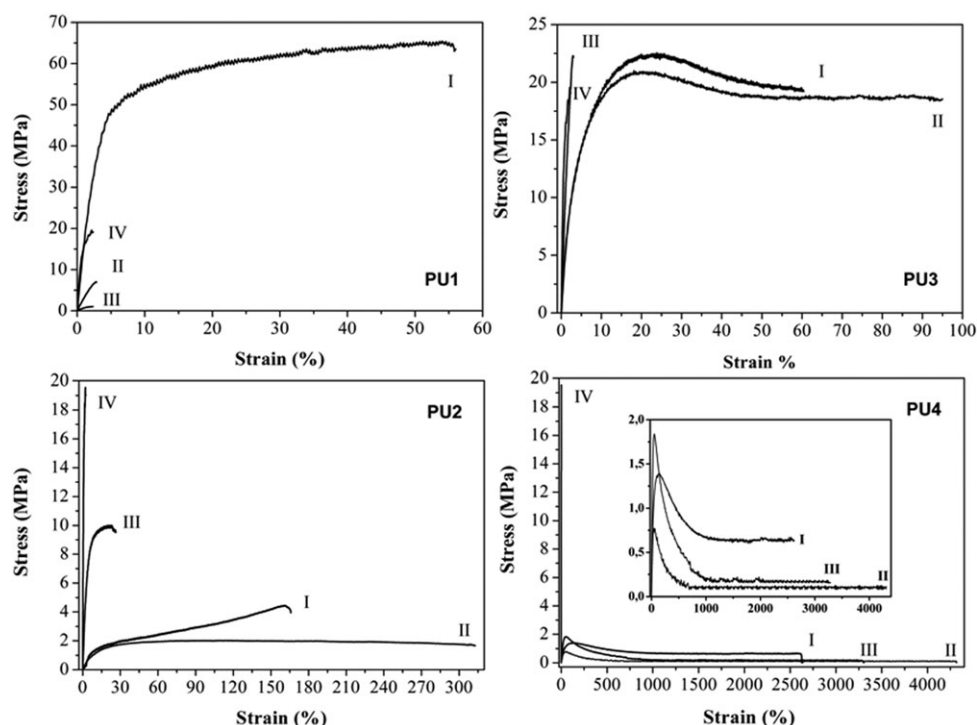 70
60
50
40
30
20
10
0
Stress (MPa)
I
IV
II
III
PU1
0 10 20 30 40 50 60
Strain (%)
25
20
15
10
5
0
Stress (MPa)
III
IV
I
II
PU3
0 10 20 30 40 50 60 70 80 90 100
Strain %
20
18
16
14
12
10
8
6
4
2
0
Stress (MPa)
IV
PU2
III
I
II
0 30 60 90 120 150 180 210 240 270 300
Strain (%)
20
18
16
14
12
10
8
6
4
2
0
Stress (MPa)
IV
PU4
2,0
1,5
1,0
0,5
0,0
I
III
II
0 1000 2000 3000 4000
I
III
II
0 500 1000 1500 2000 2500 3000 3500 4000
Strain (%)